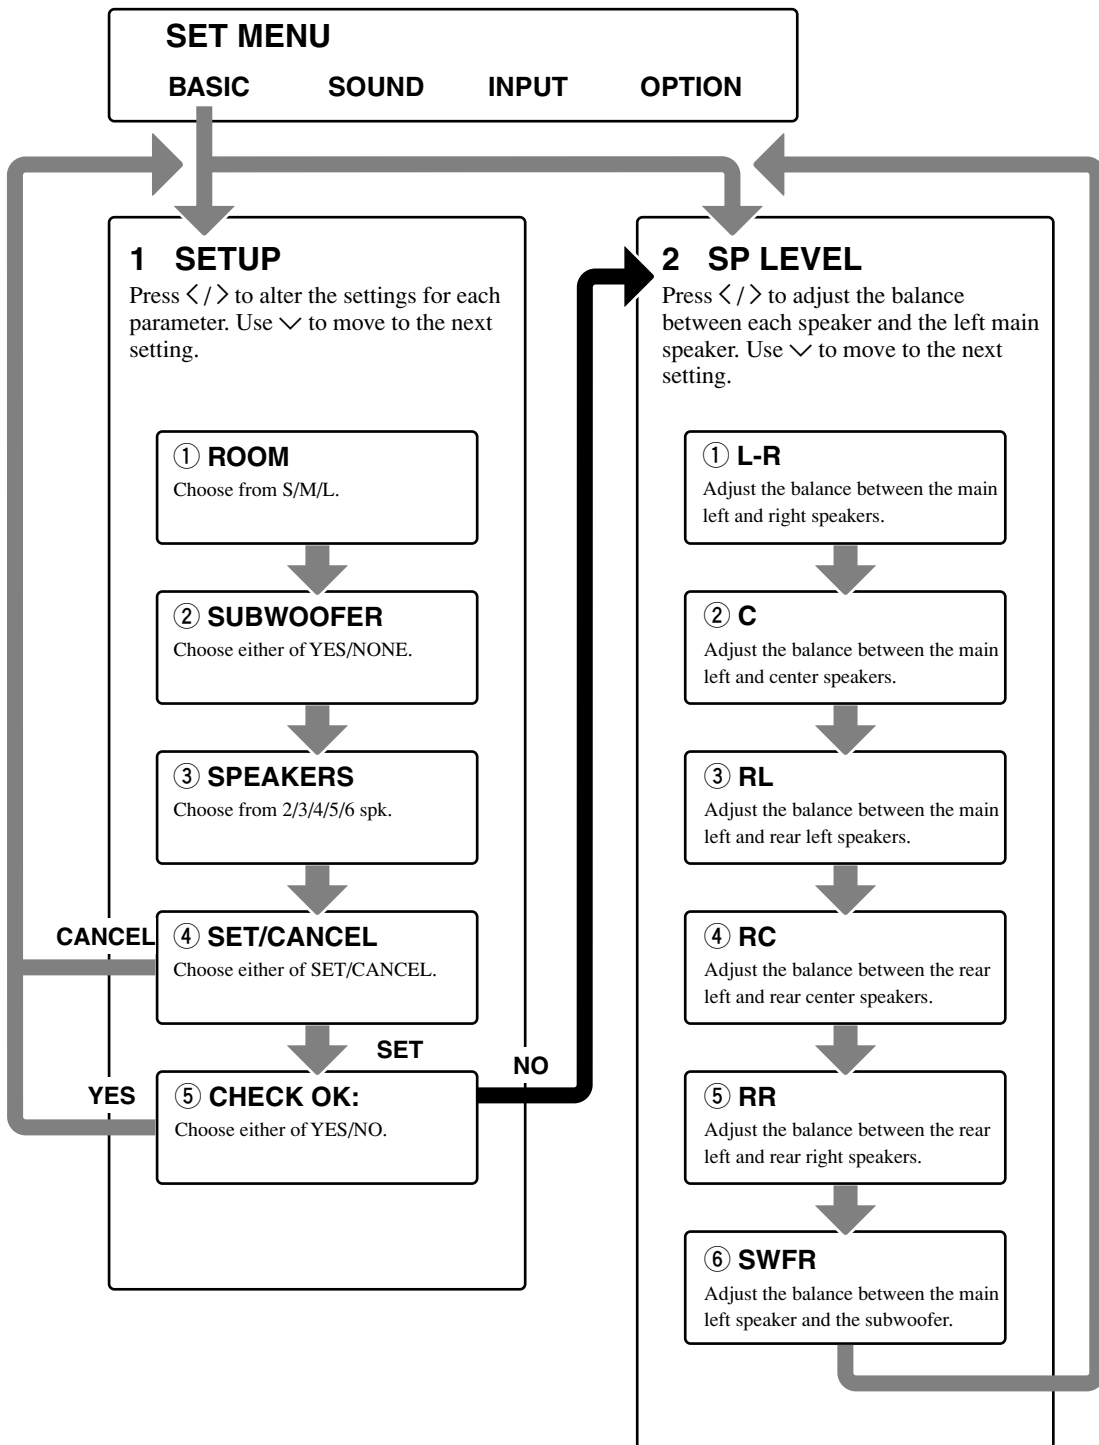 SET MENU
BASIC SOUND INPUT OPTION
1 SETUP
Press < / > to alter the settings for each
parameter. Use ∨ to move to the next
setting.
① ROOM
Choose from S/M/L.
② SUBWOOFER
Choose either of YES/NONE.
③ SPEAKERS
Choose from 2/3/4/5/6 spk.
CANCEL
④ SET/CANCEL
Choose either of SET/CANCEL.
SET
NO
YES
⑤ CHECK OK:
Choose either of YES/NO.
2 SP LEVEL
Press < / > to adjust the balance
between each speaker and the left main
speaker. Use ∨ to move to the next
setting.
① L-R
Adjust the balance between the main
left and right speakers.
② C
Adjust the balance between the main
left and center speakers.
③ RL
Adjust the balance between the main
left and rear left speakers.
④ RC
Adjust the balance between the rear
left and rear center speakers.
⑤ RR
Adjust the balance between the rear
left and rear right speakers.
⑥ SWFR
Adjust the balance between the main
left speaker and the subwoofer.